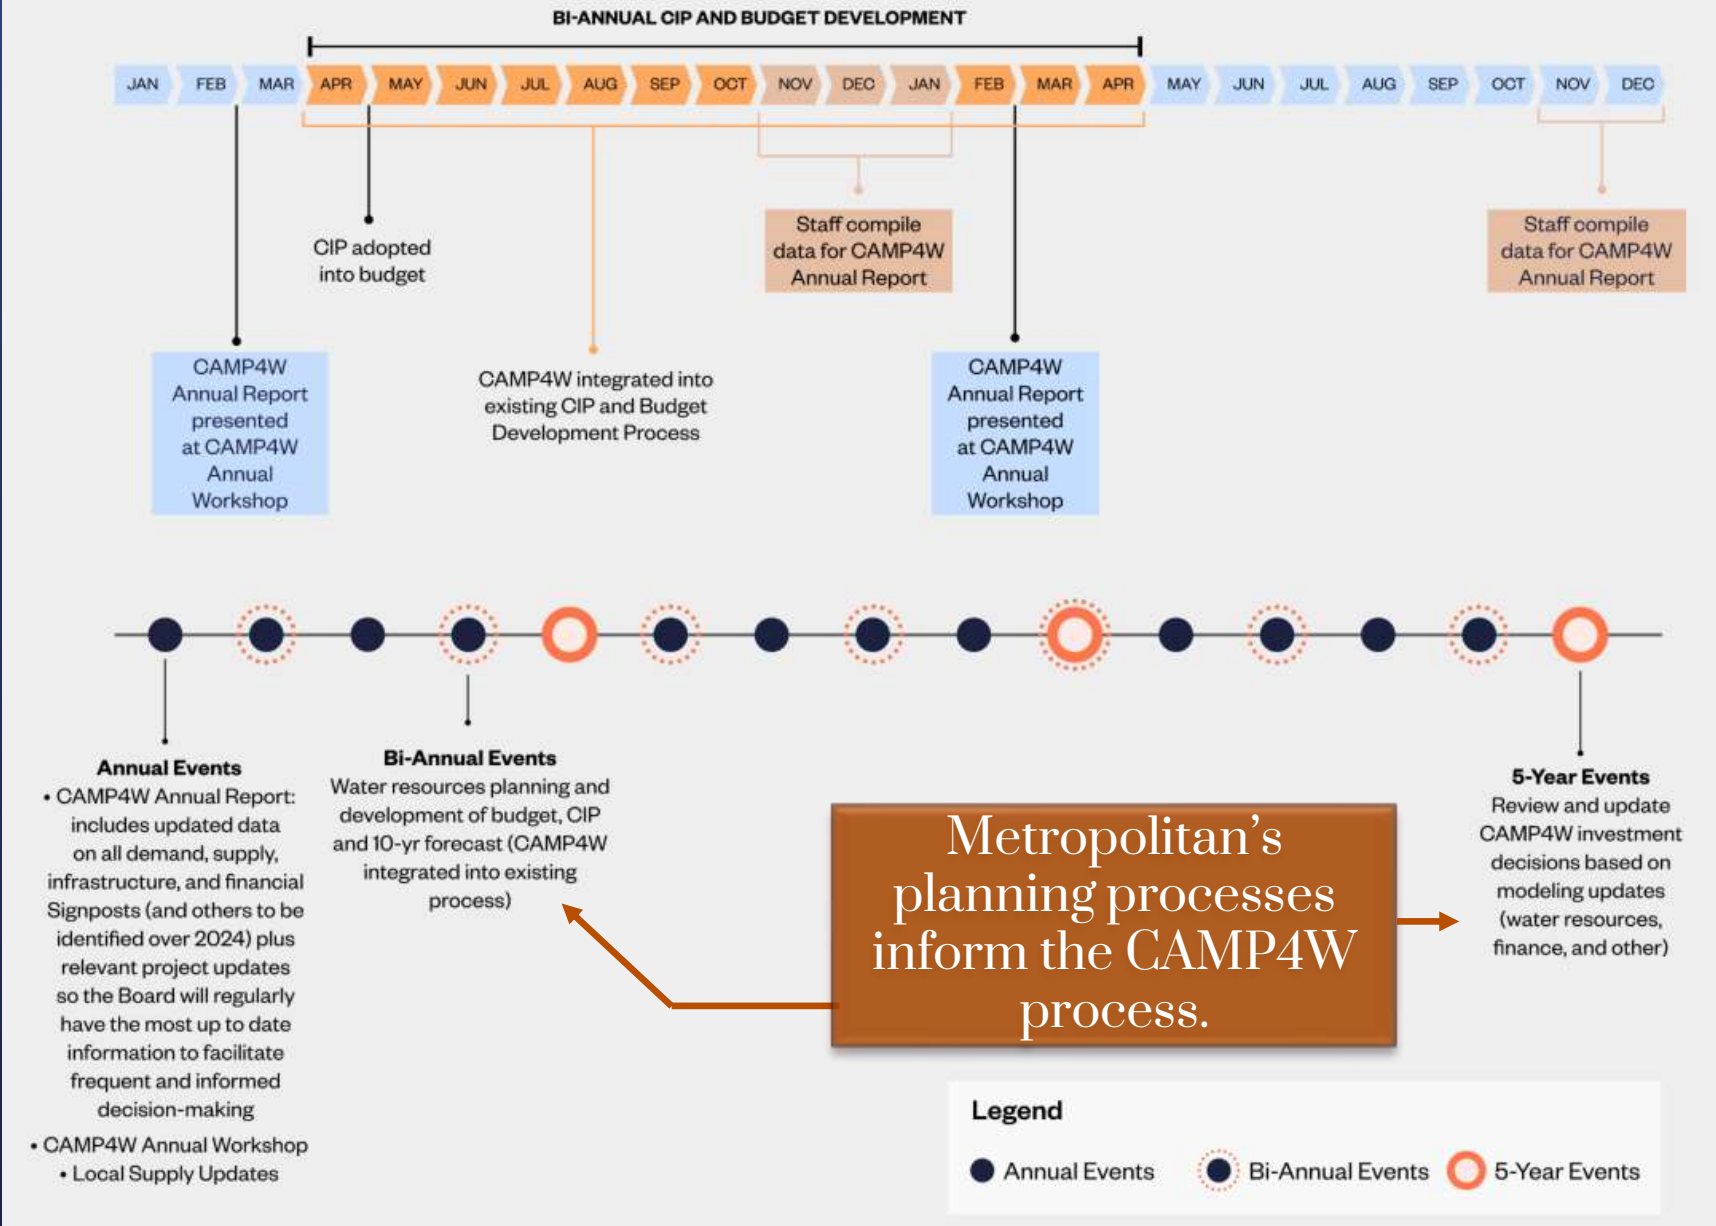 BI-ANNUAL CIP AND BUDGET DEVELOPMENT
JAN FEB MAR APR MAY JUN JUL AUG SEP OCT NOV DEC JAN FEB MAR APR MAY JUN JUL AUG SEP OCT NOV DEC
CIP adopted
into budget
Staff compile
data for CAMP4W
Annual Report
Staff compile
data for CAMP4W
Annual Report
CAMP4W
Annual Report
presented
at CAMP4W
Annual
Workshop
CAMP4W integrated into
existing CIP and Budget
Development Process
CAMP4W
Annual Report
presented
at CAMP4W
Annual
Workshop
Annual Events
• CAMP4W Annual Report:
includes updated data
on all demand, supply,
infrastructure, and financial
Signposts (and others to be
identified over 2024) plus
relevant project updates
so the Board will regularly
have the most up to date
information to facilitate
frequent and informed
decision-making
• CAMP4W Annual Workshop
• Local Supply Updates
Bi-Annual Events
Water resources planning and
development of budget, CIP
and 10-yr forecast (CAMP4W
integrated into existing
process)
Metropolitan's
planning processes
inform the CAMP4W
process.
5-Year Events
Review and update
CAMP4W investment
decisions based on
modeling updates
(water resources,
finance, and other)
Legend
Annual Events
Bi-Annual Events
5-Year Events